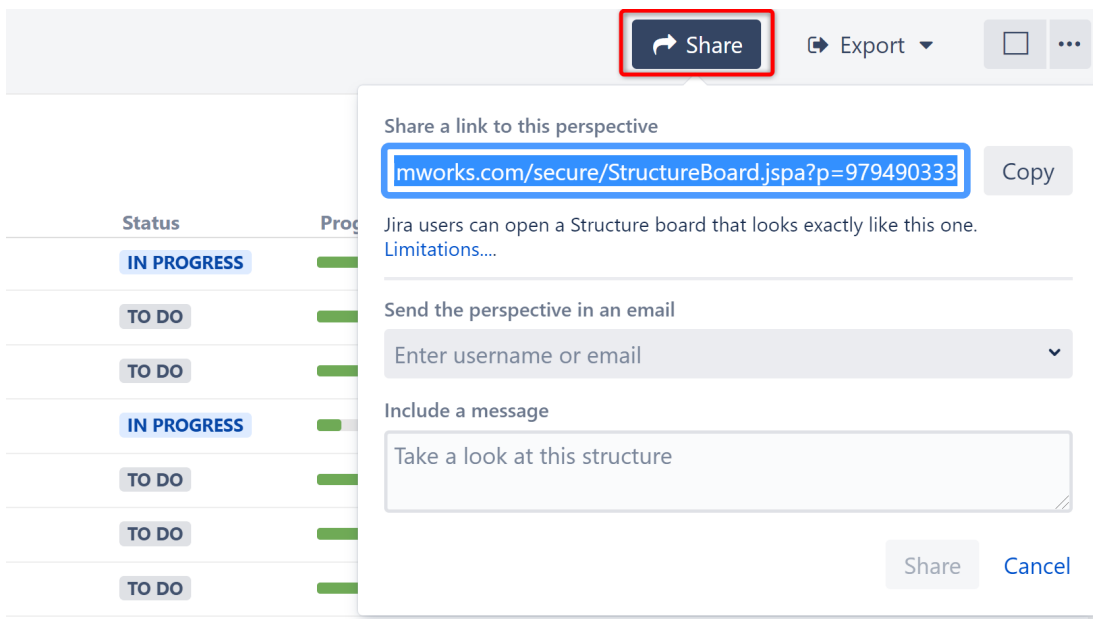 Share
Export
Share a link to this perspective
mworks.com/secure/StructureBoard.jspa?p=979490333
Copy
Jira users can open a Structure board that looks exactly like this one.
Limitations....
Send the perspective in an email
Enter username or email
Include a message
Take a look at this structure
Share
Cancel
Status
Prog
IN PROGRESS
TO DO
TO DO
IN PROGRESS
TO DO
TO DO
TO DO